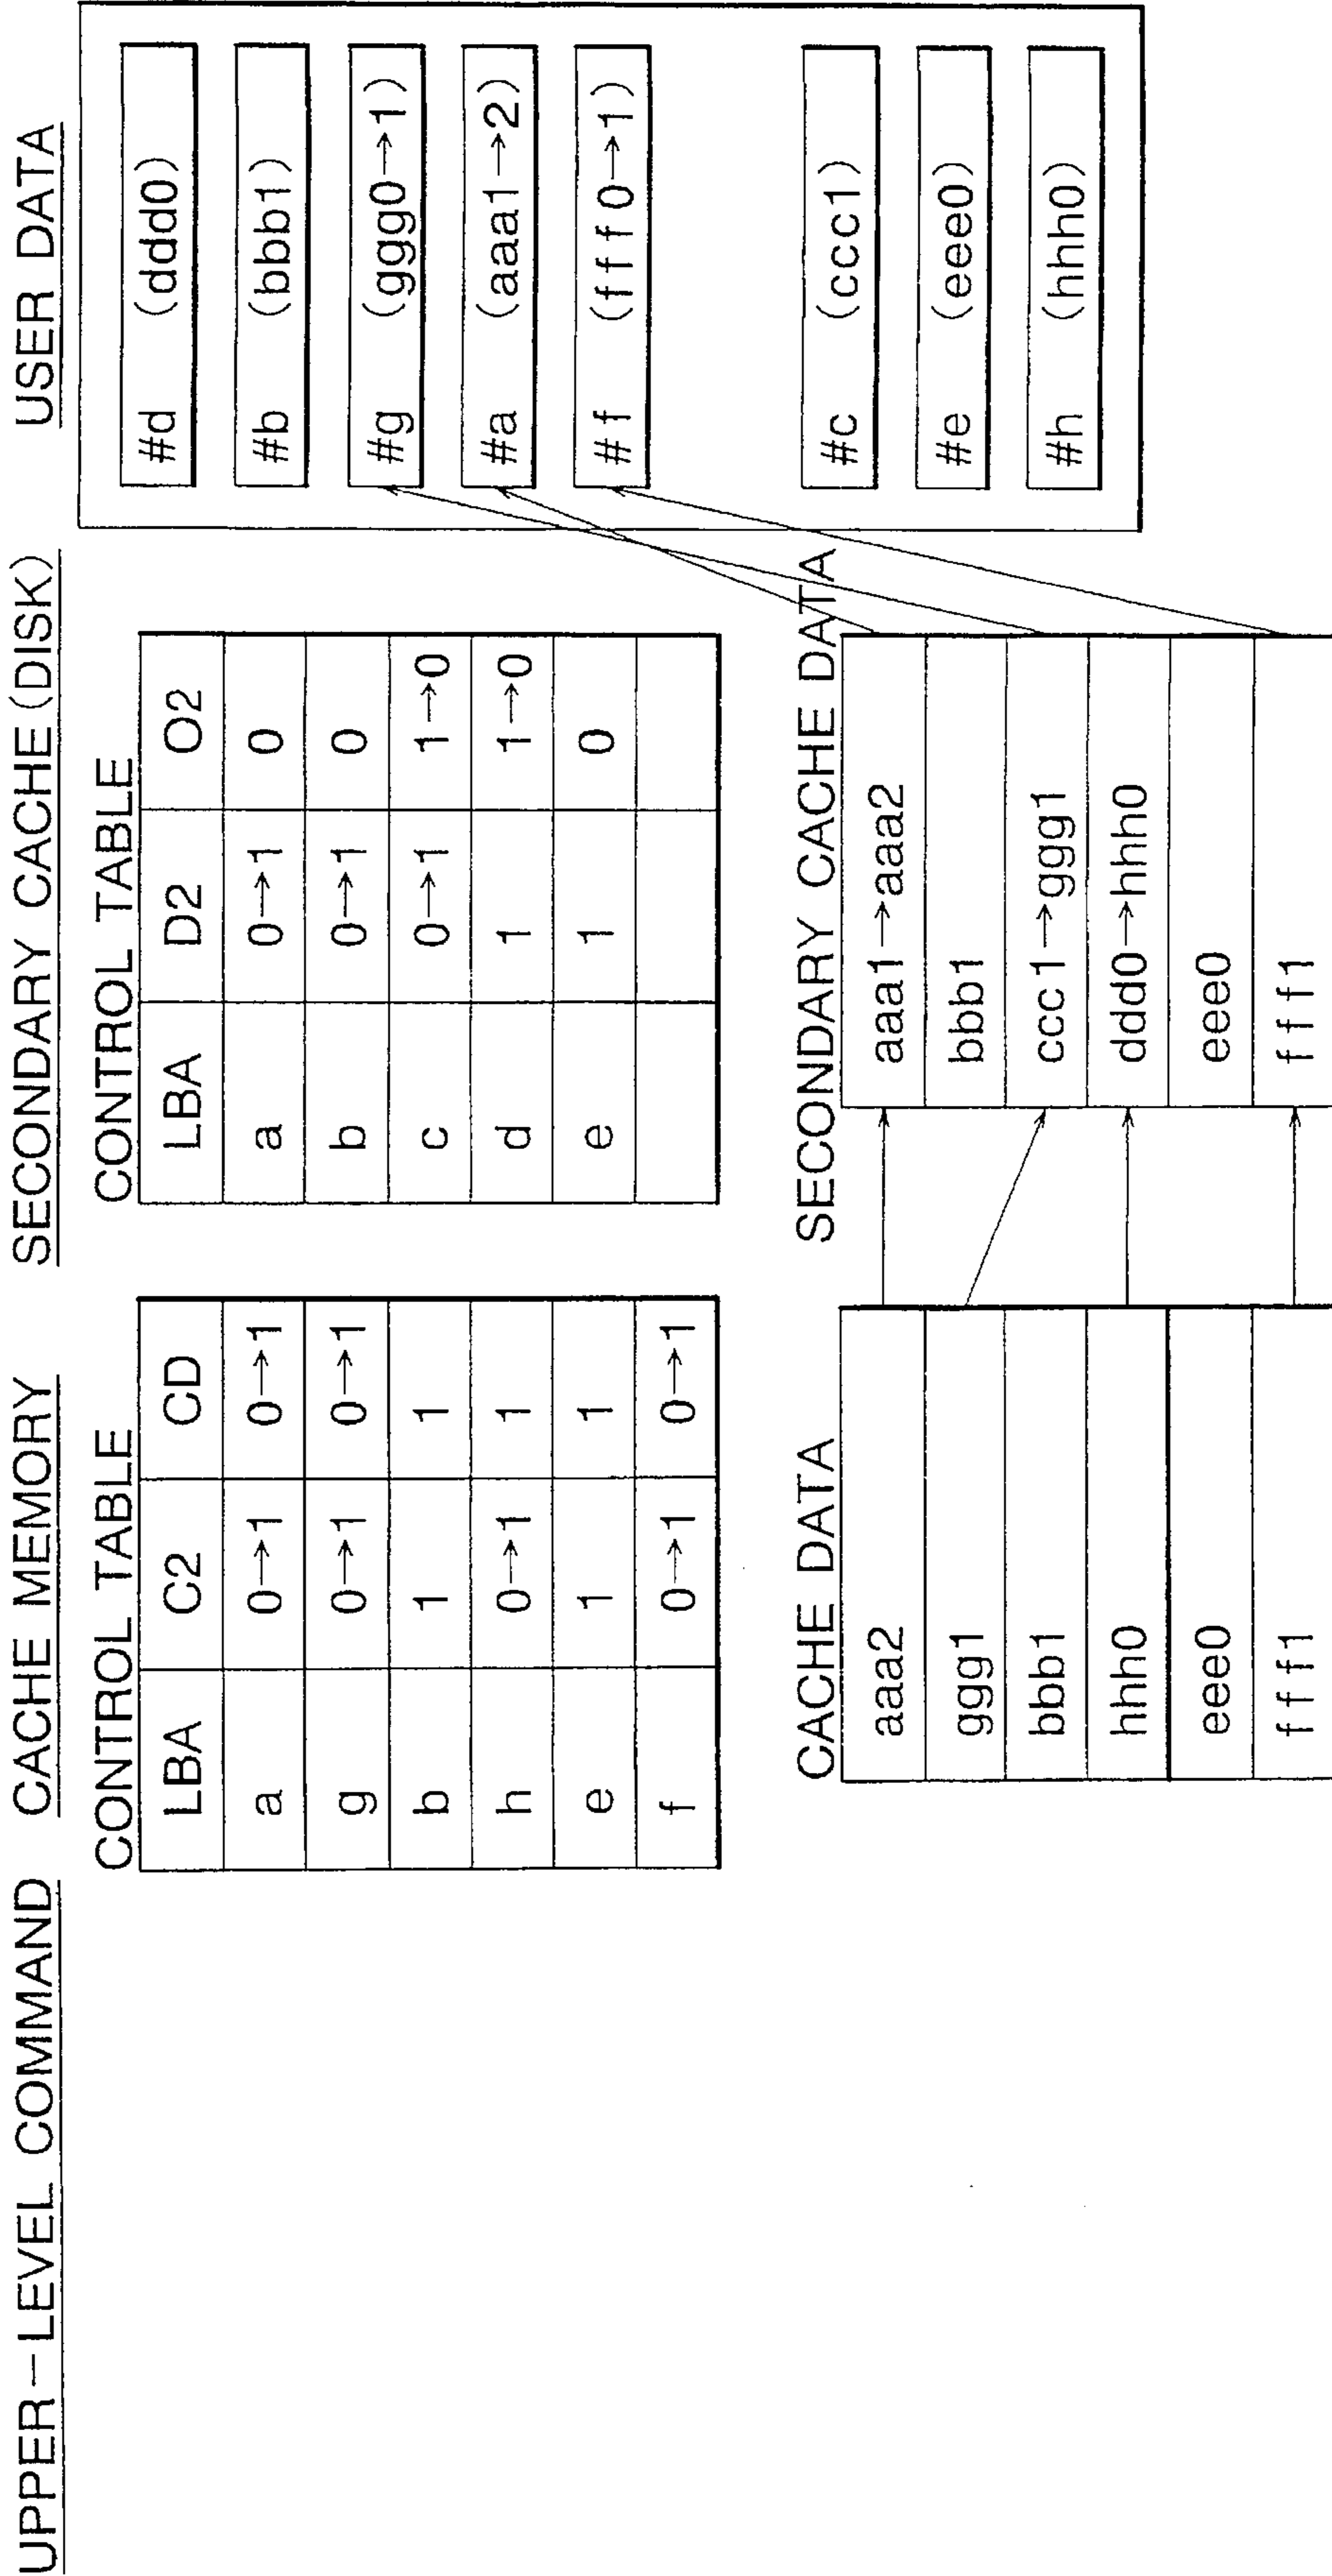 UPPER-LEVEL COMMAND CACHE MEMORY SECONDARY CACHE (DISK) USER DATA
CONTROL TABLE
LBA C2 CD
a 0→1 0→1
g 0→1 0→1
b 1 1
h 0→1 1
e 1 1
f 0→1 0→1
CONTROL TABLE
LBA D2 O2
a 0→1 0
b 0→1 0
c 0→1 1→0
d 1 1→0
e 1 0
#d (ddd0)
#b (bbb1)
#g (ggg0→1)
#a (aaa1→2)
#f (fff0→1)
#c (ccc1)
#e (eee0)
#h (hhh0)
CACHE DATA
aaa2
ggg1
bbb1
hhh0
eee0
fff1
SECONDARY CACHE DATA
aaa1→aaa2
bbb1
ccc1→ggg1
ddd0→hhh0
eee0
fff1